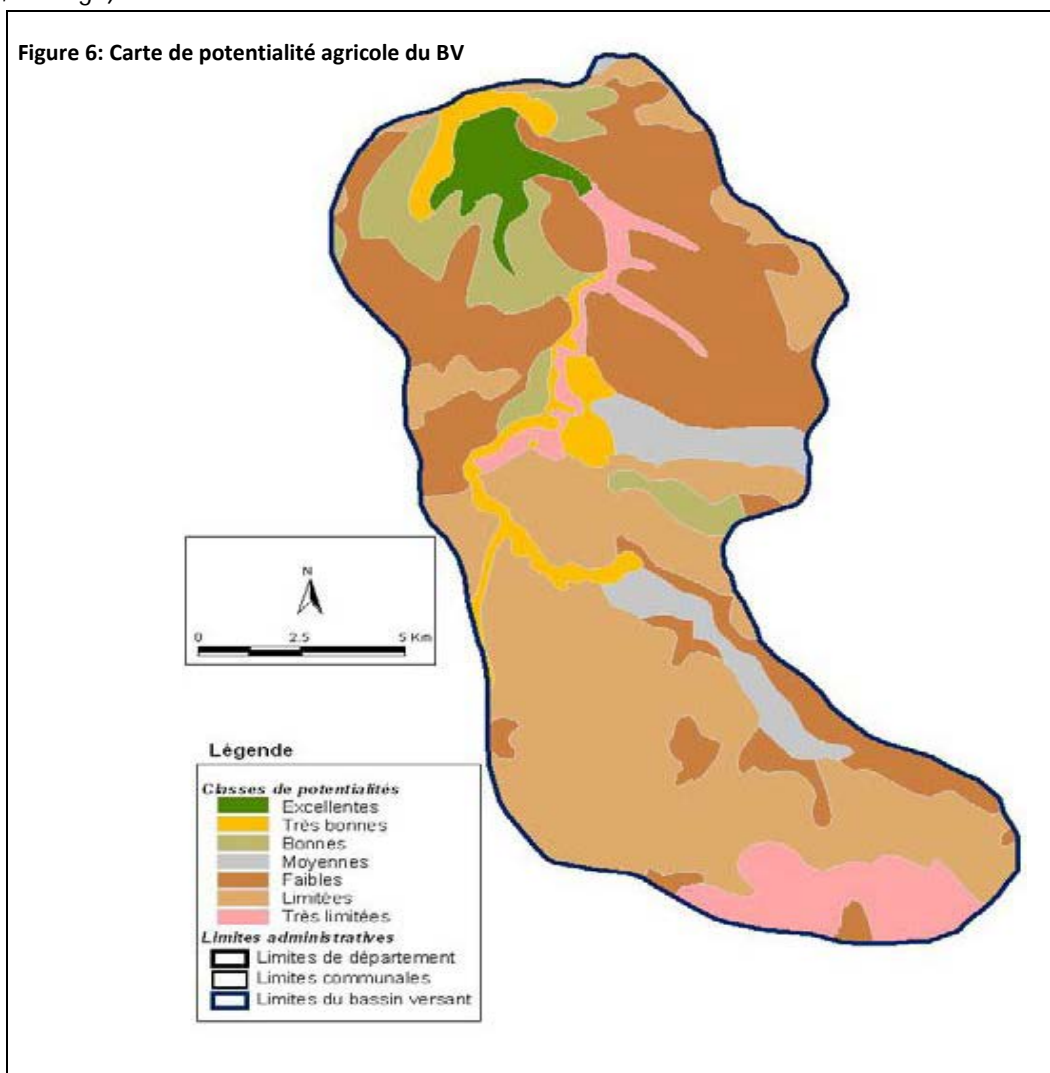 Figure 6: Carte de potentialité agricole du BV
N
0 2.5 5 Km
Légende
Classes de potentialités
Excellentes
Très bonnes
Bonnes
Moyennes
Faibles
Limitées
Très limitées
Limites administratives
Limites de département
Limites communales
Limites du bassin versant